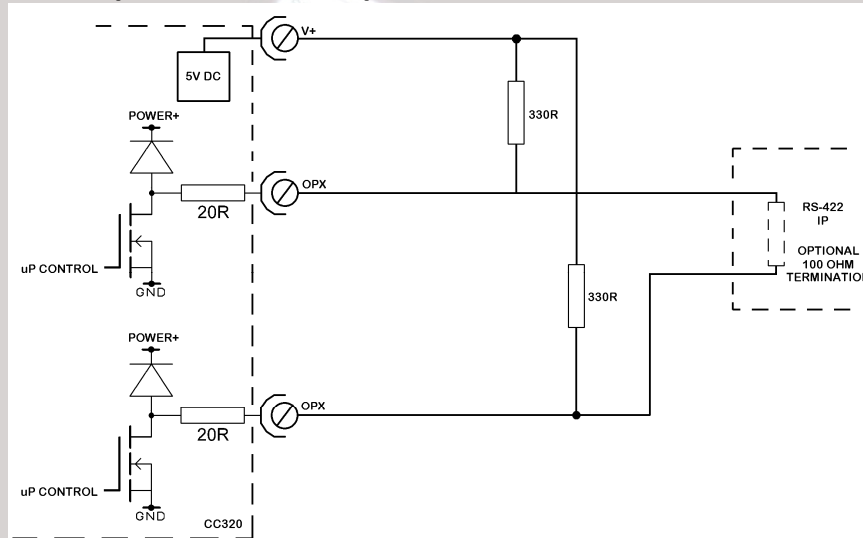 V+
5V DC
POWER+
330R
OPX
20R
RS-422
IP
OPTIONAL
100 OHM
uP CONTROL
GND
330R
POWER+
OPX
20R
uP CONTROL
GND
CC320